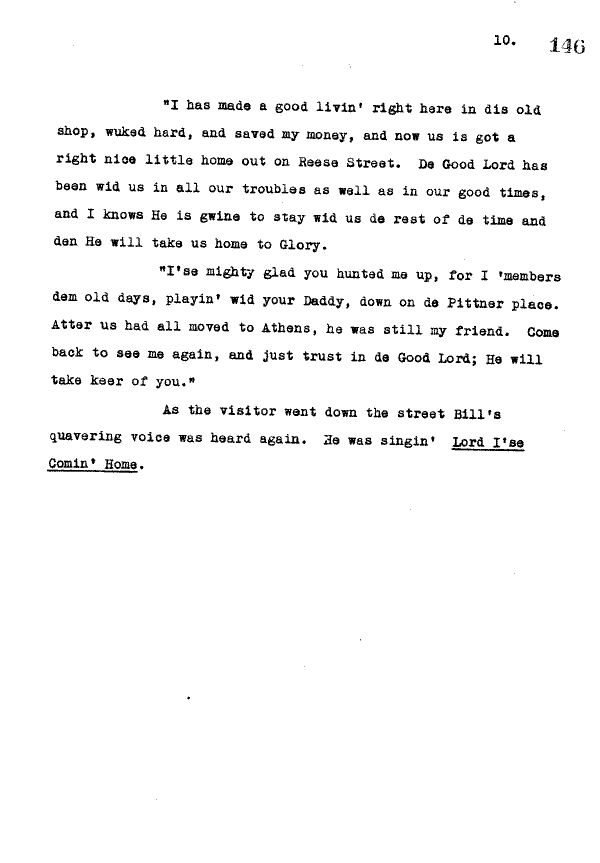 10. 146
"I has made a good livin' right here in dis old
shop, wuked hard, and saved my money, and now us is got a
right nice little home out on Reese Street. De Good Lord has
been wid us in all our troubles as well as in our good times,
and I knows He is gwine to stay wid us de rest of de time and
den He will take us home to Glory.
"I'se mighty glad you hunted me up, for I 'members
dem old days, playin' wid your Daddy, down on de Pittner place.
Atter us had all moved to Athens, he was still my friend. Come
back to see me again, and just trust in de Good Lord; He will
take keer of you."
As the visitor went down the street Bill's
quavering voice was heard again. He was singin' Lord I'se
Comin' Home.